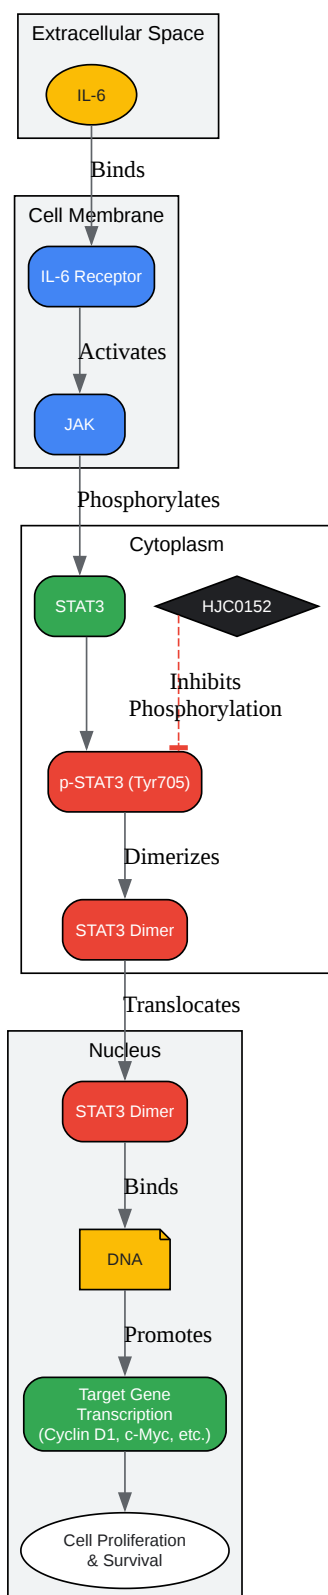 Extracellular Space
IL-6
Binds
Cell Membrane
IL-6 Receptor
Activates
JAK
Phosphorylates
Cytoplasm
STAT3
HJC0152
Inhibits
Phosphorylation
p-STAT3 (Tyr705)
Dimerizes
STAT3 Dimer
Translocates
Nucleus
STAT3 Dimer
Binds
DNA
Promotes
Target Gene
Transcription
(Cyclin D1, c-Myc, etc.)
Cell Proliferation
& Survival